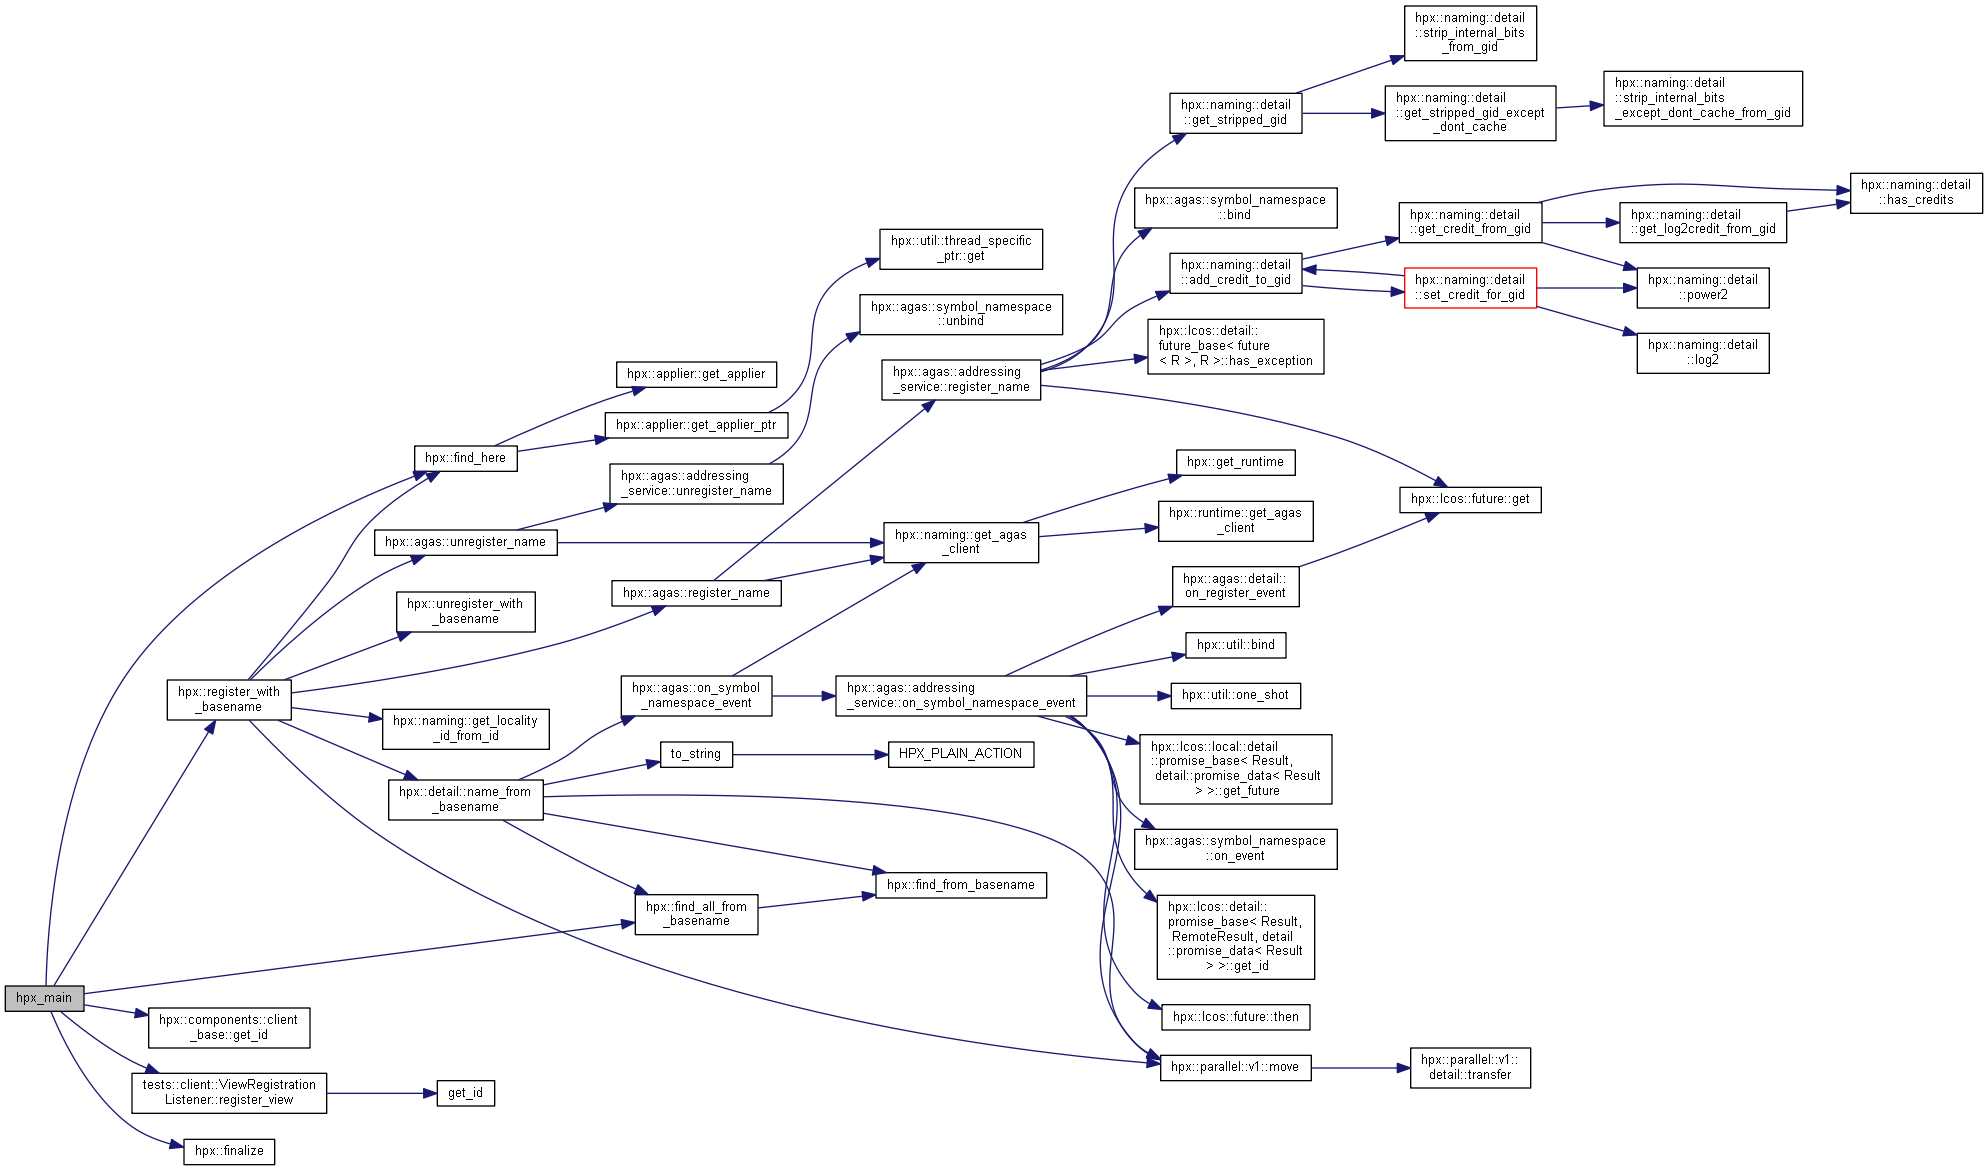 hpx::naming::detail
::strip_internal_bits
_from_gid
hpx::naming::detail
::get_stripped_gid
hpx::naming::detail
::get_stripped_gid_except
_dont_cache
hpx::naming::detail
::strip_internal_bits
_except_dont_cache_from_gid
hpx::agas::symbol_namespace
::bind
hpx::naming::detail
::get_credit_from_gid
hpx::naming::detail
::get_log2credit_from_gid
hpx::naming::detail
::has_credits
hpx::util::thread_specific
_ptr::get
hpx::naming::detail
::add_credit_to_gid
hpx::naming::detail
::set_credit_for_gid
hpx::naming::detail
::power2
hpx::agas::symbol_namespace
::unbind
hpx::lcos::detail::
future_base< future
< R >, R >::has_exception
hpx::naming::detail
::log2
hpx::applier::get_applier
hpx::agas::addressing
_service::register_name
hpx::applier::get_applier_ptr
hpx::find_here
hpx::agas::addressing
_service::unregister_name
hpx::get_runtime
hpx::lcos::future::get
hpx::runtime::get_agas
_client
hpx::agas::unregister_name
hpx::naming::get_agas
_client
hpx::agas::register_name
hpx::agas::detail::
on_register_event
hpx::unregister_with
_basename
hpx::util::bind
hpx::register_with
_basename
hpx::agas::on_symbol
_namespace_event
hpx::agas::addressing
_service::on_symbol_namespace_event
hpx::util::one_shot
hpx::naming::get_locality
_id_from_id
to_string
HPX_PLAIN_ACTION
hpx::lcos::local::detail
::promise_base< Result,
detail::promise_data< Result
> >::get_future
hpx::detail::name_from
_basename
hpx::agas::symbol_namespace
::on_event
hpx::find_from_basename
hpx::find_all_from
_basename
hpx::lcos::detail::
promise_base< Result,
RemoteResult, detail
::promise_data< Result
> >::get_id
hpx_main
hpx::components::client
_base::get_id
hpx::lcos::future::then
hpx::parallel::v1::move
hpx::parallel::v1::
detail::transfer
tests::client::ViewRegistration
Listener::register_view
get_id
hpx::finalize